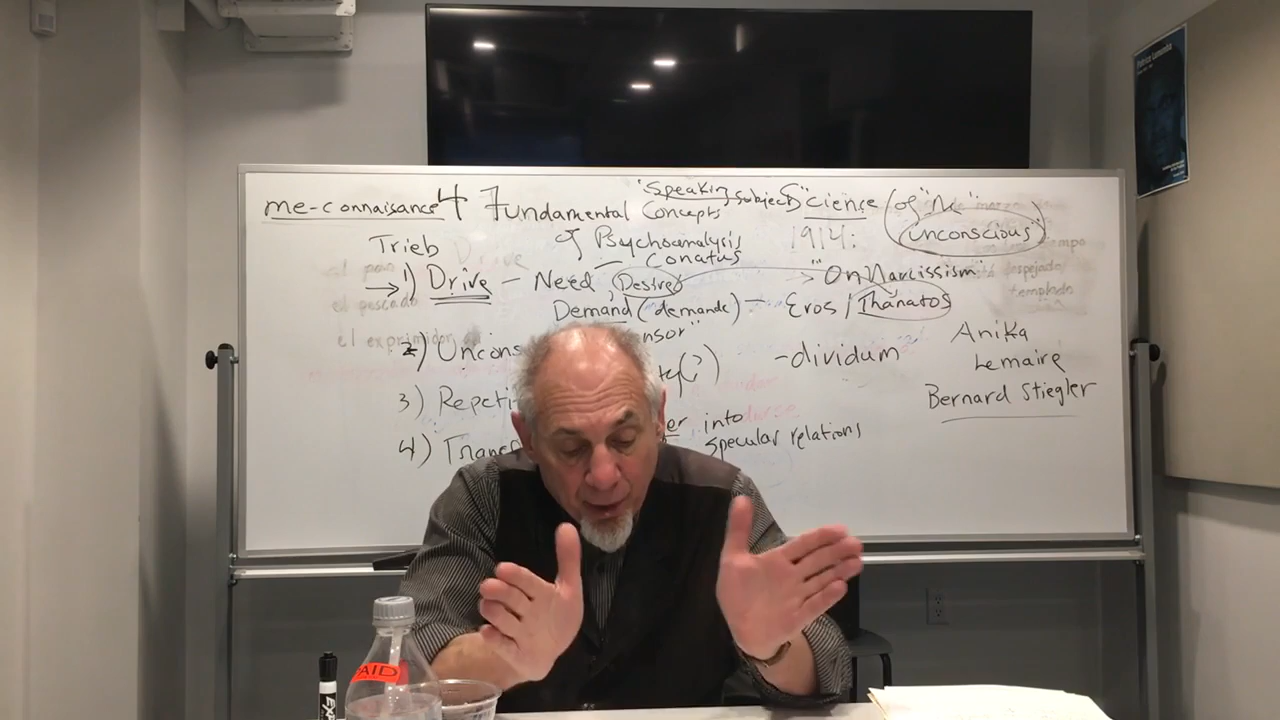 me-connaisance 4 Fundamental Concepts "Speaking subject" Science (of "the"
Trieb of Psychoanalysis 1914: unconscious)
Conatus
→ 1) Drive - Need, Desire → "On Narcissism"
Demand (demande) - Eros / Thanatos
2) Uncons
- dividum
3) Repeti
4) Transf
er into
specular relations
Anika
Lemaire
Bernard Stiegler
el pescado
el exprimidor
tiempo
despejado
templado
PAID